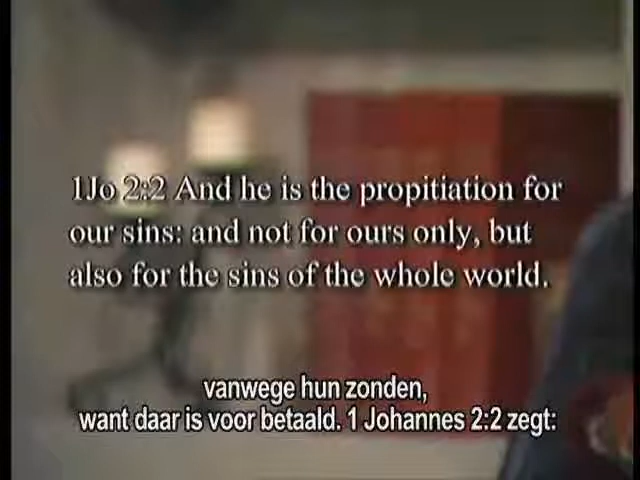 1Jo 2:2 And he is the propitiation for
our sins: and not for ours only, but
also for the sins of the whole world.
vanwege hun zonden,
want daar is voor betaald. 1 Johannes 2:2 zegt: